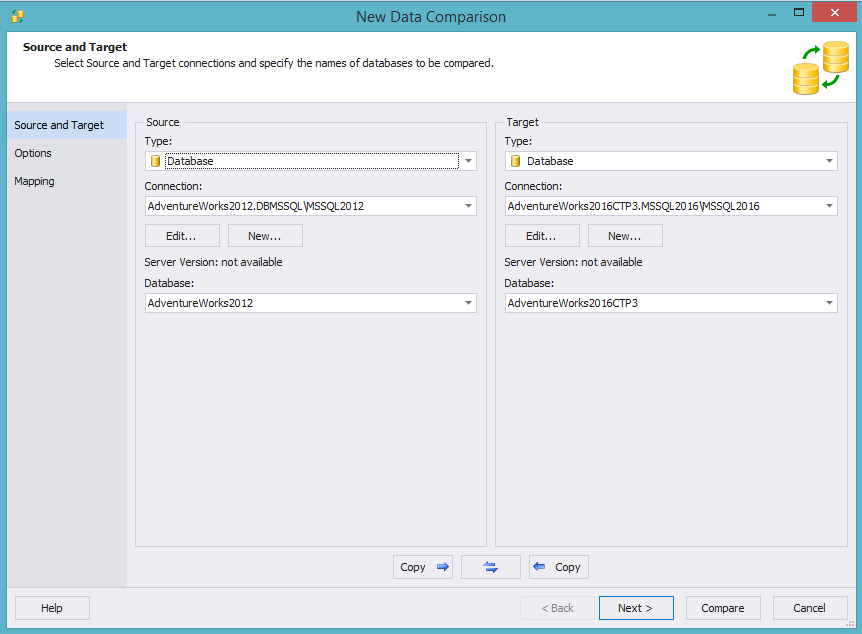 New Data Comparison
Source and Target
Select Source and Target connections and specify the names of databases to be compared.
Source and Target
Options
Mapping
Source
Type:
Database
Connection:
AdventureWorks2012.DBMSSQL\MSSQL2012
Edit... New...
Server Version: not available
Database:
AdventureWorks2012
Target
Type:
Database
Connection:
AdventureWorks2016CTP3.MSSQL2016\MSSQL2016
Edit... New...
Server Version: not available
Database:
AdventureWorks2016CTP3
Copy Copy
Help < Back Next > Compare Cancel